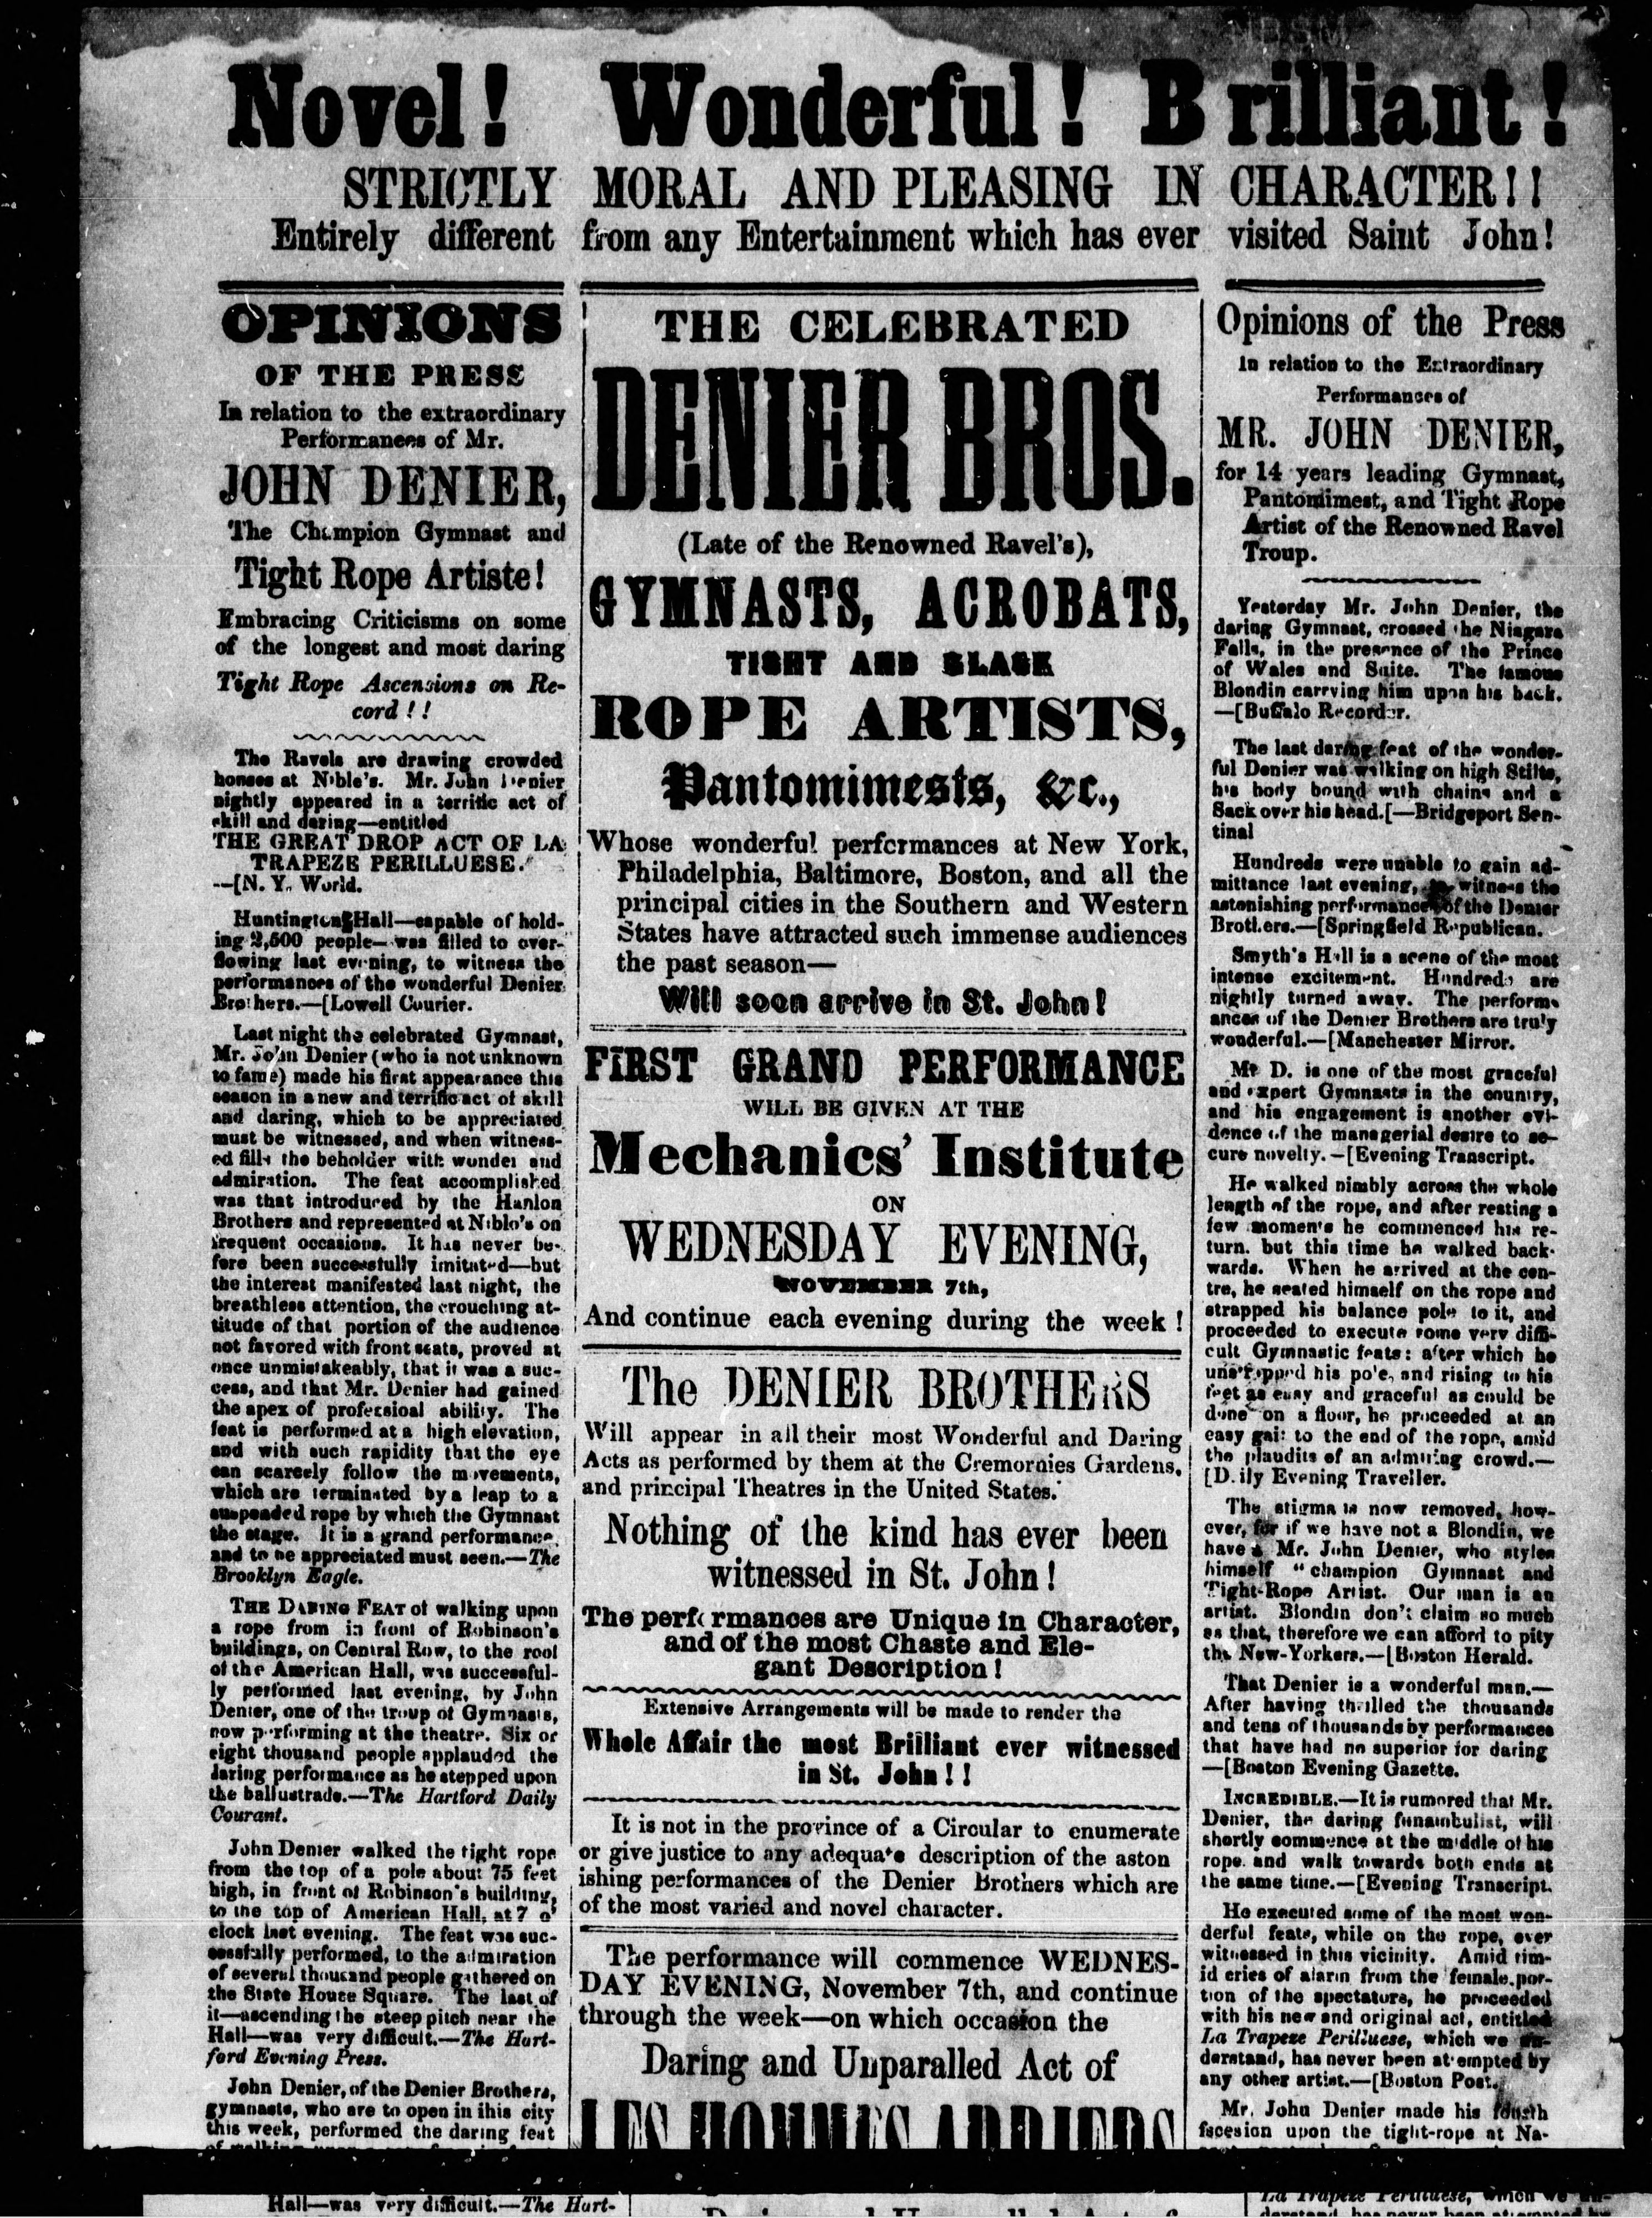 Novel! Wonderful! Brilliant!
STRICTLY MORAL AND PLEASING IN CHARACTER!!
Entirely different from any Entertainment which has ever visited Saint John!
OPINIONS
OF THE PRESS
In relation to the extraordinary
Performances of Mr.
JOHN DENIER,
The Champion Gymnast and
Tight Rope Artiste!
Embracing Criticisms on some
of the longest and most daring
Tight Rope Ascensions on Re-
cord!!
The Ravels are drawing crowded
houses at Nible's. Mr. John Denier
nightly appeared in a terrific act of
skill and daring—entitled
THE GREAT DROP ACT OF LA
TRAPEZE PERILLUESE.
—[N. Y. World.
Huntington Hall—capable of hold-
ing 2,500 people—was filled to over-
flowing last evening, to witness the
performances of the wonderful Denier
Brothers.—[Lowell Courier.
Last night the celebrated Gymnast,
Mr. John Denier (who is not unknown
to fame) made his first appearance this
season in a new and terrific act of skill
and daring, which to be appreciated
must be witnessed, and when witness-
ed fills the beholder with wonder and
admiration. The feat accomplished
was that introduced by the Hanlon
Brothers and represented at Niblo's on
frequent occasions. It has never be-
fore been successfully imitated—but
the interest manifested last night, the
breathless attention, the crouching at-
titude of that portion of the audience
not favored with front seats, proved at
once unmistakeably, that it was a suc-
cess, and that Mr. Denier had gained
the apex of professioal ability. The
feat is performed at a high elevation,
and with such rapidity that the eye
can scarcely follow the movements,
which are terminated by a leap to a
suspended rope by which the Gymnast
the stage. It is a grand performance
and to be appreciated must seen.—The
Brooklyn Eagle.
THE DARING FEAT of walking upon
a rope from in front of Robinson's
buildings, on Central Row, to the roof
of the American Hall, was successful-
ly performed last evening, by John
Denier, one of the troup of Gymnasts,
now performing at the theatre. Six or
eight thousand people applauded the
daring performance as he stepped upon
the ballustrade.—The Hartford Daily
Courant.
John Denier walked the tight rope
from the top of a pole about 75 feet
high, in front of Robinson's building,
to the top of American Hall, at 7 o'
clock last evening. The feat was suc-
cessfully performed, to the admiration
of several thousand people gathered on
the State House Square. The last of
it—ascending the steep pitch near the
Hall—was very difficult.—The Hart-
ford Evening Press.
John Denier, of the Denier Brothers,
gymnasts, who are to open in this city
this week, performed the daring feat
THE CELEBRATED
DENIER BROS.
(Late of the Renowned Ravel's),
GYMNASTS, ACROBATS,
TIGHT AND SLACK
ROPE ARTISTS,
Pantomimests, &c.,
Whose wonderful performances at New York,
Philadelphia, Baltimore, Boston, and all the
principal cities in the Southern and Western
States have attracted such immense audiences
the past season—
Will soon arrive in St. John!
FIRST GRAND PERFORMANCE
WILL BE GIVEN AT THE
Mechanics' Institute
ON
WEDNESDAY EVENING,
NOVEMBER 7th,
And continue each evening during the week!
The DENIER BROTHERS
Will appear in all their most Wonderful and Daring
Acts as performed by them at the Cremornies Gardens,
and principal Theatres in the United States.
Nothing of the kind has ever been
witnessed in St. John!
The performances are Unique in Character,
and of the most Chaste and Ele-
gant Description!
Extensive Arrangements will be made to render the
Whole Affair the most Brilliant ever witnessed
in St. John!!
It is not in the province of a Circular to enumerate
or give justice to any adequate description of the aston
ishing performances of the Denier Brothers which are
of the most varied and novel character.
The performance will commence WEDNES-
DAY EVENING, November 7th, and continue
through the week—on which occasion the
Daring and Unparalled Act of
LES HOMMES
Opinions of the Press
In relation to the Extraordinary
Performances of
MR. JOHN DENIER,
for 14 years leading Gymnast,
Pantomimest, and Tight Rope
Artist of the Renowned Ravel
Troup.
Yesterday Mr. John Denier, the
daring Gymnast, crossed the Niagara
Falls, in the presence of the Prince
of Wales and Suite. The famous
Blondin carrying him upon his back.
—[Buffalo Recorder.
The last daring feat of the wonder-
ful Denier was walking on high Stilts,
his body bound with chains and a
Sack over his head.[—Bridgeport Sen-
tinal
Hundreds were unable to gain ad-
mittance last evening, to witness the
astonishing performance of the Denier
Brothers.—[Springfield Republican.
Smyth's Hall is a scene of the most
intense excitement. Hundreds are
nightly turned away. The perform-
ances of the Denier Brothers are truly
wonderful.—[Manchester Mirror.
Mr D. is one of the most graceful
and expert Gymnasts in the country,
and his engagement is another evi-
dence of the managerial desire to se-
cure novelty.—[Evening Transcript.
He walked nimbly across the whole
length of the rope, and after resting a
few momen's he commenced his re-
turn. but this time he walked back-
wards. When he arrived at the cen-
tre, he seated himself on the rope and
strapped his balance pole to it, and
proceeded to execute some very diffi-
cult Gymnastic feats: after which he
unstrapped his pole, and rising to his
feet as easy and graceful as could be
done on a floor, he proceeded at an
easy gait to the end of the rope, amid
the plaudits of an admiring crowd.—
[Daily Evening Traveller.
The stigma is now removed, how-
ever, for if we have not a Blondin, we
have a Mr. John Denier, who styles
himself "champion Gymnast and
Tight-Rope Artist. Our man is an
artist. Blondin don't claim so much
as that, therefore we can afford to pity
the New-Yorkers.—[Boston Herald.
That Denier is a wonderful man.—
After having thrilled the thousands
and tens of thousands by performances
that have had no superior for daring
—[Boston Evening Gazette.
INCREDIBLE.—It is rumored that Mr.
Denier, the daring funambulist, will
shortly commence at the middle of his
rope. and walk towards both ends at
the same time.—[Evening Transcript.
He executed some of the most won-
derful feats, while on the rope, ever
witnessed in this vicinity. Amid tim-
id cries of alarm from the female por-
tion of the spectators, he proceeded
with his new and original act, entitled
La Trapeze Perilluese, which we un-
derstand, has never been attempted by
any other artist.—[Boston Post.
Mr. John Denier made his fourth
ascesion upon the tight-rope at Na-
Hall—was very difficult.—The Hart-
La Trapeze Perilluese, which we